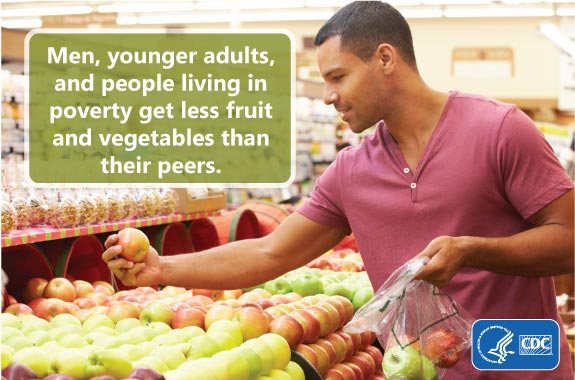 Men, younger adults,
and people living in
poverty get less fruit
and vegetables than
their peers.
CDC